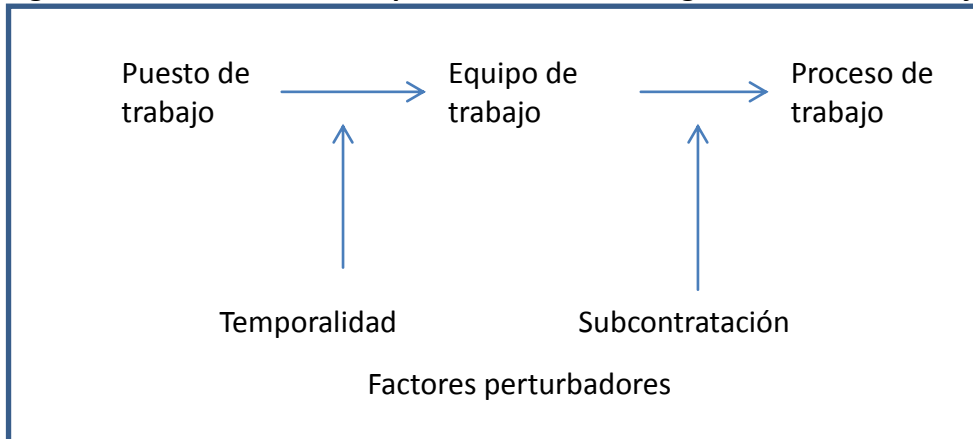 Puesto de
trabajo
Equipo de
trabajo
Proceso de
trabajo
Temporalidad
Subcontratación
Factores perturbadores